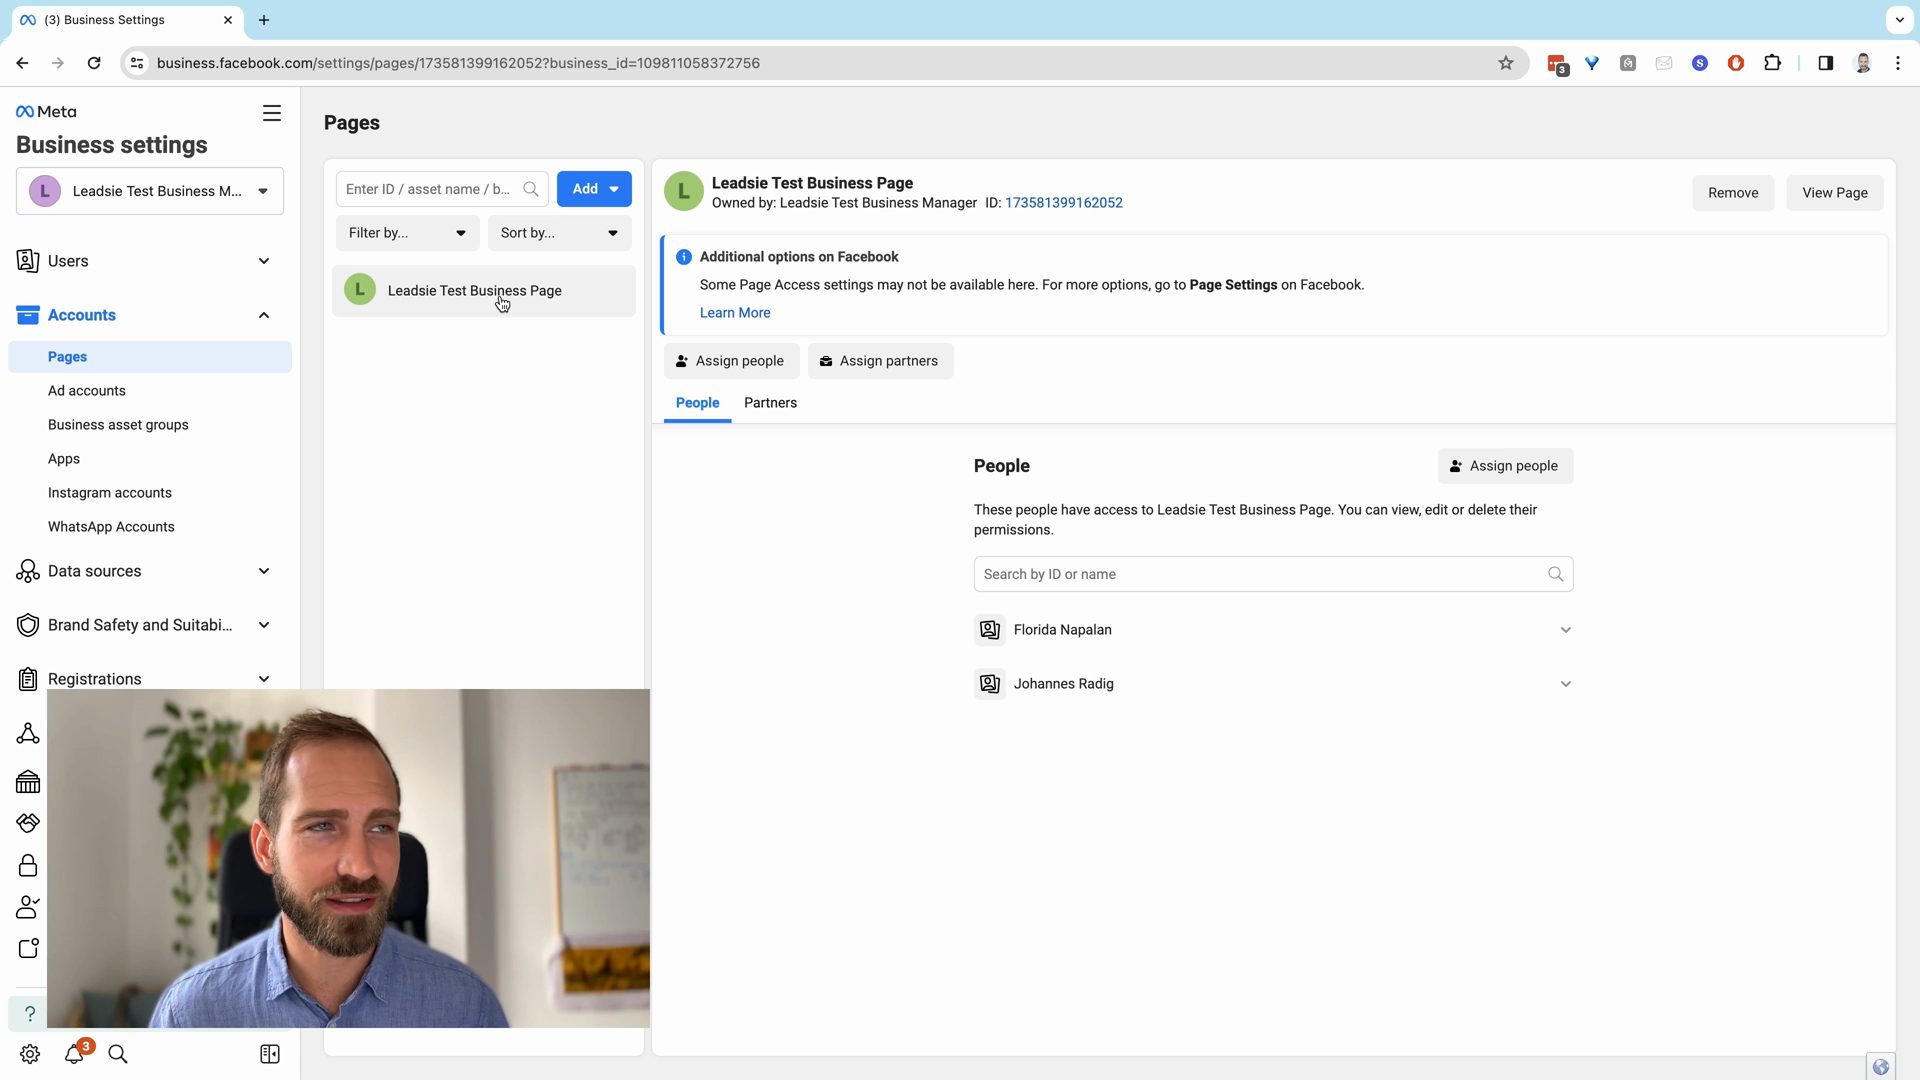 (3) Business Settings
business.facebook.com/settings/pages/173581399162052?business_id=109811058372756
3
Meta
Business settings
L
Leadsie Test Business M...
Users
Accounts
Pages
Ad accounts
Business asset groups
Apps
Instagram accounts
WhatsApp Accounts
Data sources
Brand Safety and Suitabi...
Registrations
?
3
Pages
Enter ID / asset name / b...
Add
Filter by...
Sort by...
L
Leadsie Test Business Page
L
Leadsie Test Business Page
Owned by: Leadsie Test Business Manager ID: 173581399162052
Remove
View Page
Additional options on Facebook
Some Page Access settings may not be available here. For more options, go to Page Settings on Facebook.
Learn More
Assign people
Assign partners
People
Partners
People
Assign people
These people have access to Leadsie Test Business Page. You can view, edit or delete their
permissions.
Search by ID or name
Florida Napalan
Johannes Radig